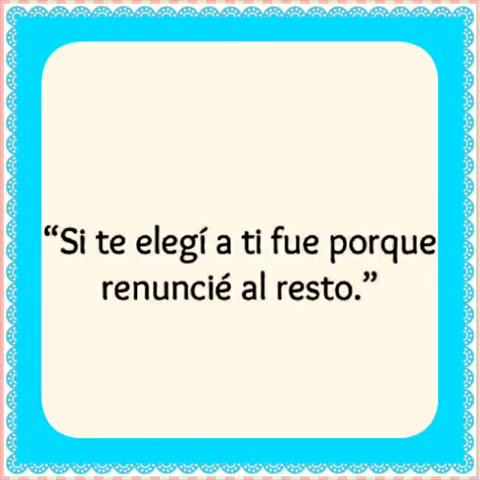 “Si te elegí a ti fue porque
renuncié al resto.”